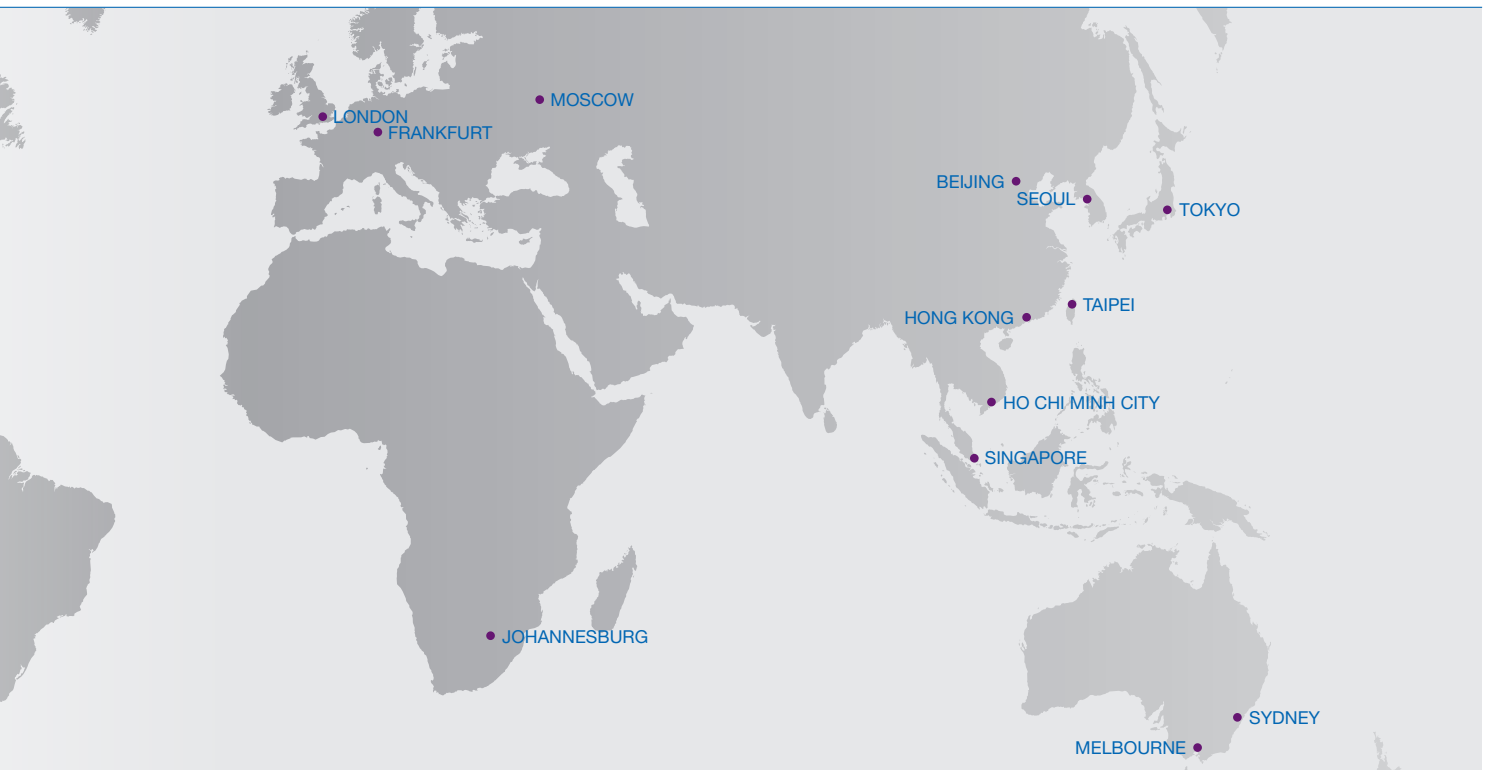 MOSCOW
LONDON
FRANKFURT
BEIJING
SEOUL
TOKYO
TAIPEI
HONG KONG
HO CHI MINH CITY
SINGAPORE
JOHANNESBURG
SYDNEY
MELBOURNE